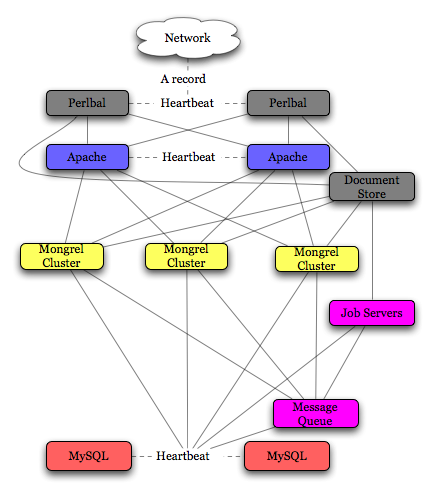 Network
A record
Perlbal
Heartbeat
Perlbal
Apache
Heartbeat
Apache
Document
Store
Mongrel
Cluster
Mongrel
Cluster
Mongrel
Cluster
Job Servers
Message
Queue
MySQL
Heartbeat
MySQL